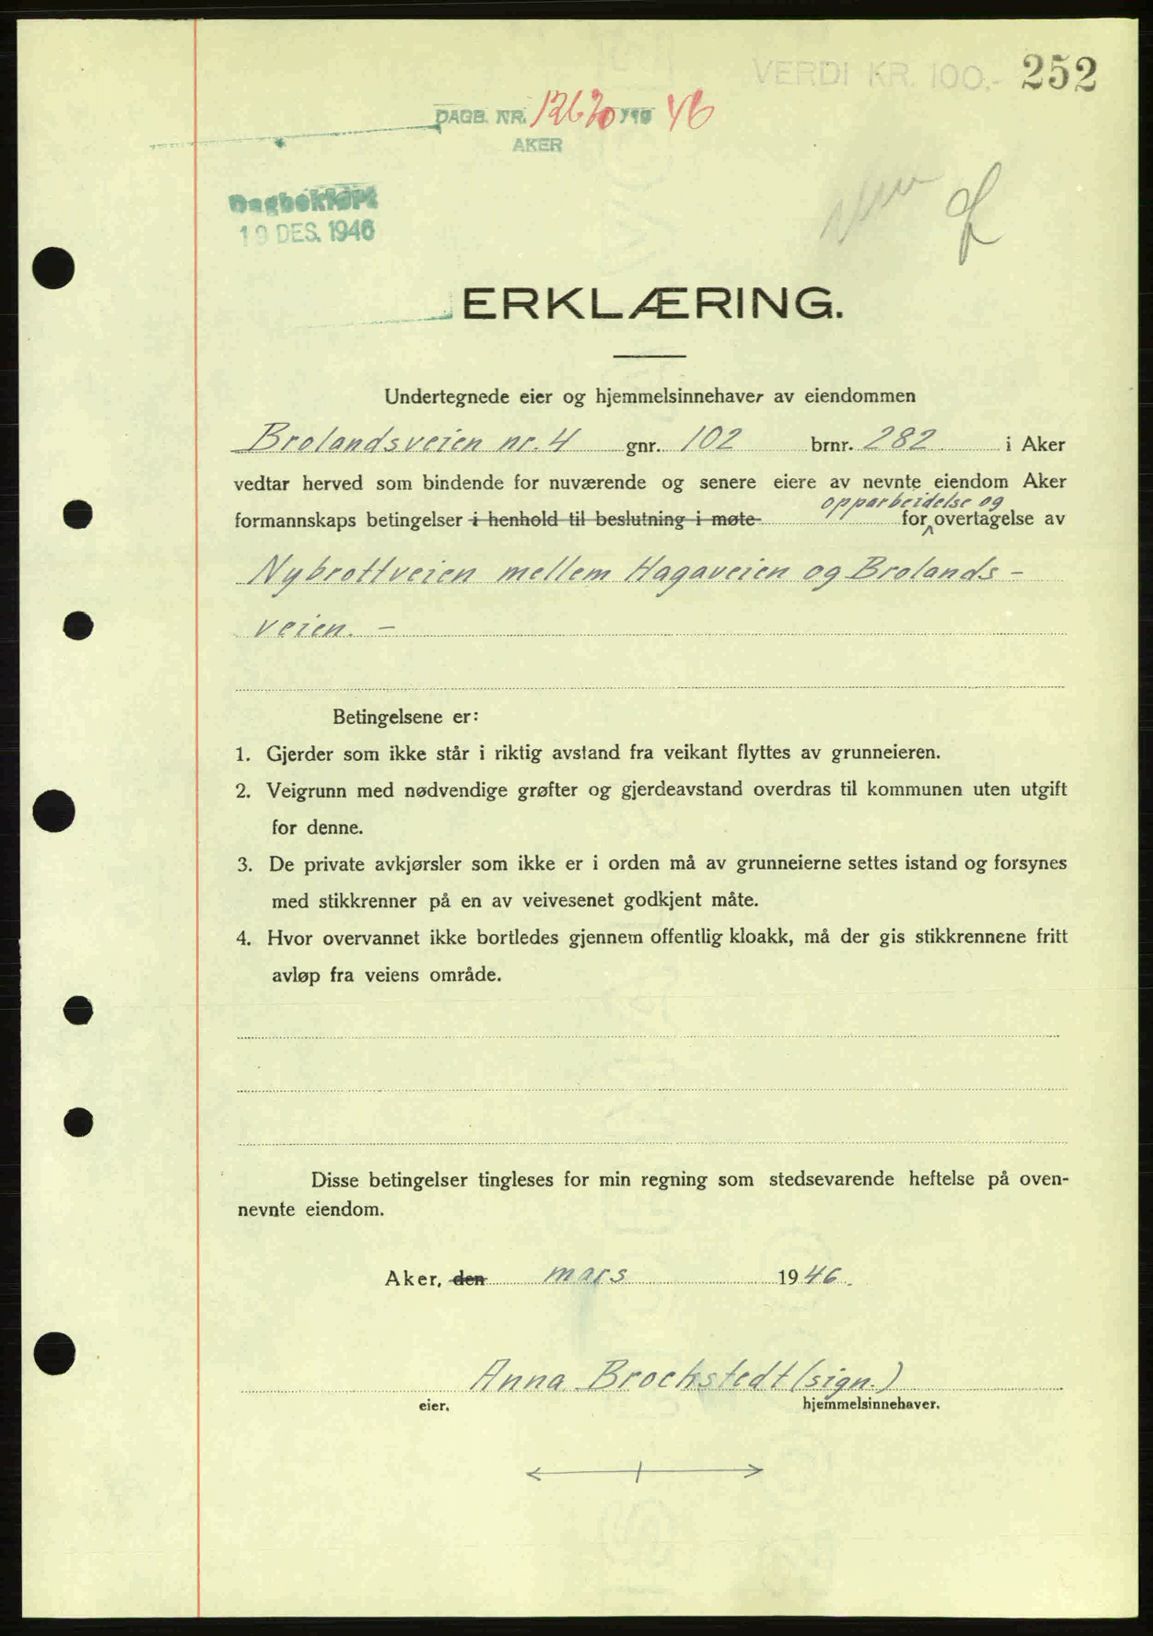 VERDI KR. 100,- 252
DAGB. NR. 12620 19 46
AKER
Dagbokført
19 DES. 1946
ERKLÆRING.
Undertegnede eier og hjemmelsinnehaver av eiendommen
Brolandsveien nr. 4 gnr. 102 brnr. 282 i Aker
vedtar herved som bindende for nuværende og senere eiere av nevnte eiendom Aker
opparbeidelse og
formannskaps betingelser i henhold til beslutning i møte for overtagelse av
Nybrottveien mellem Hagaveien og Brolands-
veien. -
Betingelsene er:
1. Gjerder som ikke står i riktig avstand fra veikant flyttes av grunneieren.
2. Veigrunn med nødvendige grøfter og gjerdeavstand overdras til kommunen uten utgift
for denne.
3. De private avkjørsler som ikke er i orden må av grunneierne settes istand og forsynes
med stikkrenner på en av veivesenet godkjent måte.
4. Hvor overvannet ikke bortledes gjennem offentlig kloakk, må der gis stikkrennene fritt
avløp fra veiens område.
Disse betingelser tingleses for min regning som stedsevarende heftelse på oven-
nevnte eiendom.
Aker, den mars 1946.
Anna Brochstedt (sign.)
eier. hjemmelsinnehaver.